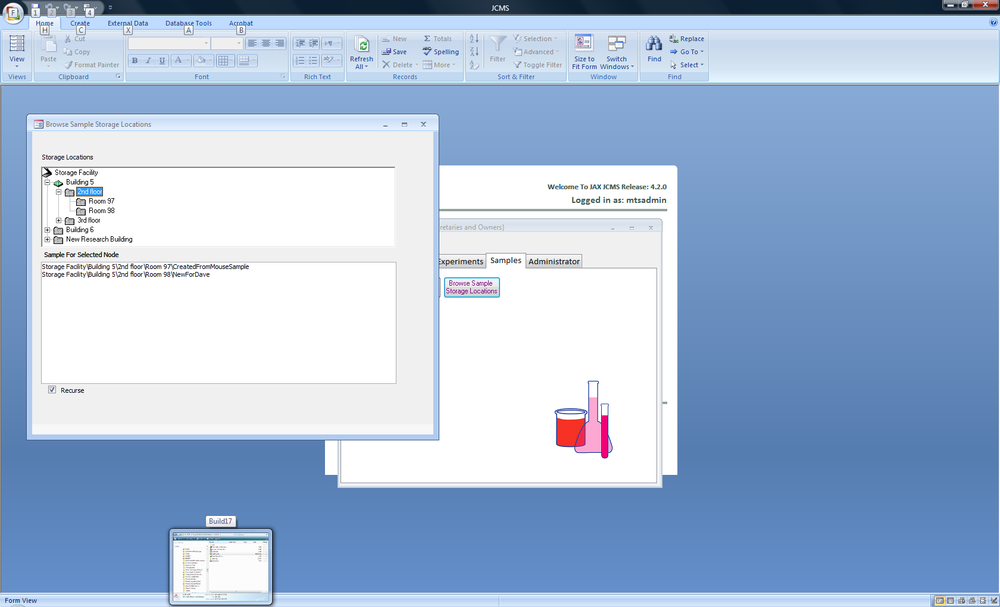 JCMS
F
1
2
3
4
Home
Create
External Data
Database Tools
Acrobat
H
C
X
A
B
View
Views
Paste
Cut
Copy
Format Painter
Clipboard
B I U
A
Font
Rich Text
Refresh
All
New
Save
Delete
Totals
Spelling
More
Records
Filter
Selection
Advanced
Toggle Filter
Sort & Filter
Size to
Fit Form
Switch
Windows
Window
Find
Replace
Go To
Select
Find
Browse Sample Storage Locations
Storage Locations
Storage Facility
Building 5
2nd floor
Room 97
Room 98
3rd floor
Building 6
New Research Building
Sample For Selected Node
Storage Facility\Building 5\2nd floor\Room 97\CreatedFromMouseSample
Storage Facility\Building 5\2nd floor\Room 98\NewForDave
Recurse
Welcome To JAX JCMS Release: 4.2.0
Logged in as: mtsadmin
retaries and Owners}
Experiments
Samples
Administrator
Browse Sample
Storage Locations
Build17
Form View